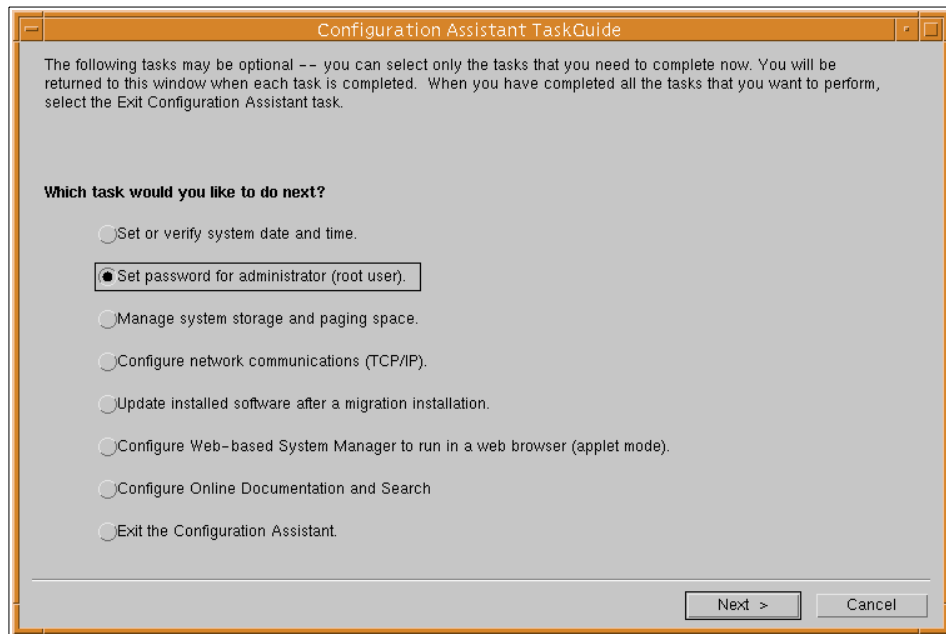 Configuration Assistant TaskGuide
The following tasks may be optional -- you can select only the tasks that you need to complete now. You will be
returned to this window when each task is completed. When you have completed all the tasks that you want to perform,
select the Exit Configuration Assistant task.
Which task would you like to do next?
Set or verify system date and time.
Set password for administrator (root user).
Manage system storage and paging space.
Configure network communications (TCP/IP).
Update installed software after a migration installation.
Configure Web-based System Manager to run in a web browser (applet mode).
Configure Online Documentation and Search
Exit the Configuration Assistant.
Next >
Cancel